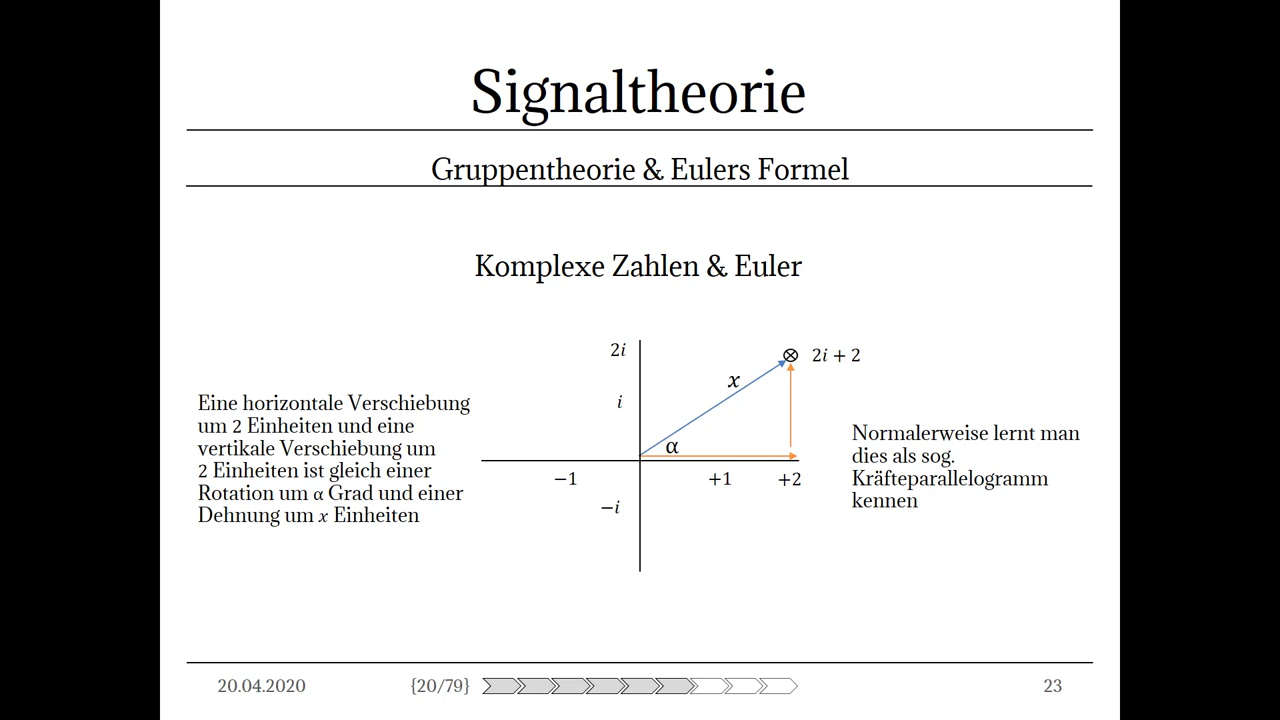 Signaltheorie
Gruppentheorie & Eulers Formel
Komplexe Zahlen & Euler
Eine horizontale Verschiebung
um 2 Einheiten und eine
vertikale Verschiebung um
2 Einheiten ist gleich einer
Rotation um α Grad und einer
Dehnung um x Einheiten
2i
i
−i
−1
+1
+2
x
α
2i + 2
Normalerweise lernt man
dies als sog.
Kräfteparallelogramm
kennen
20.04.2020
{20/79}
23